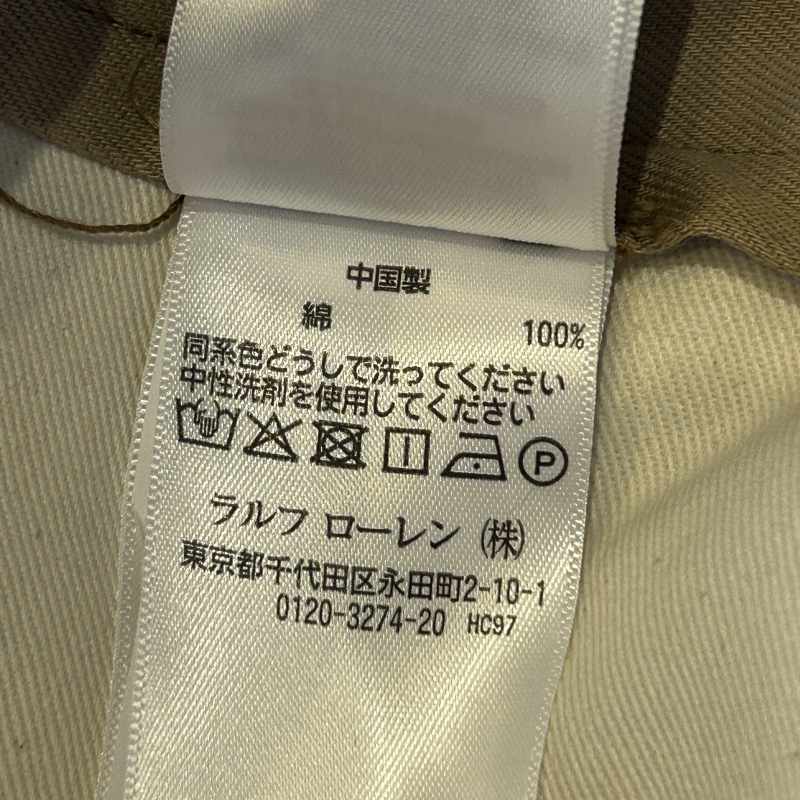 中国製
綿 100%
同系色どうしで洗ってください
中性洗剤を使用してください
P
ラルフ ローレン (株)
東京都千代田区永田町2-10-1
0120-3274-20 HC97